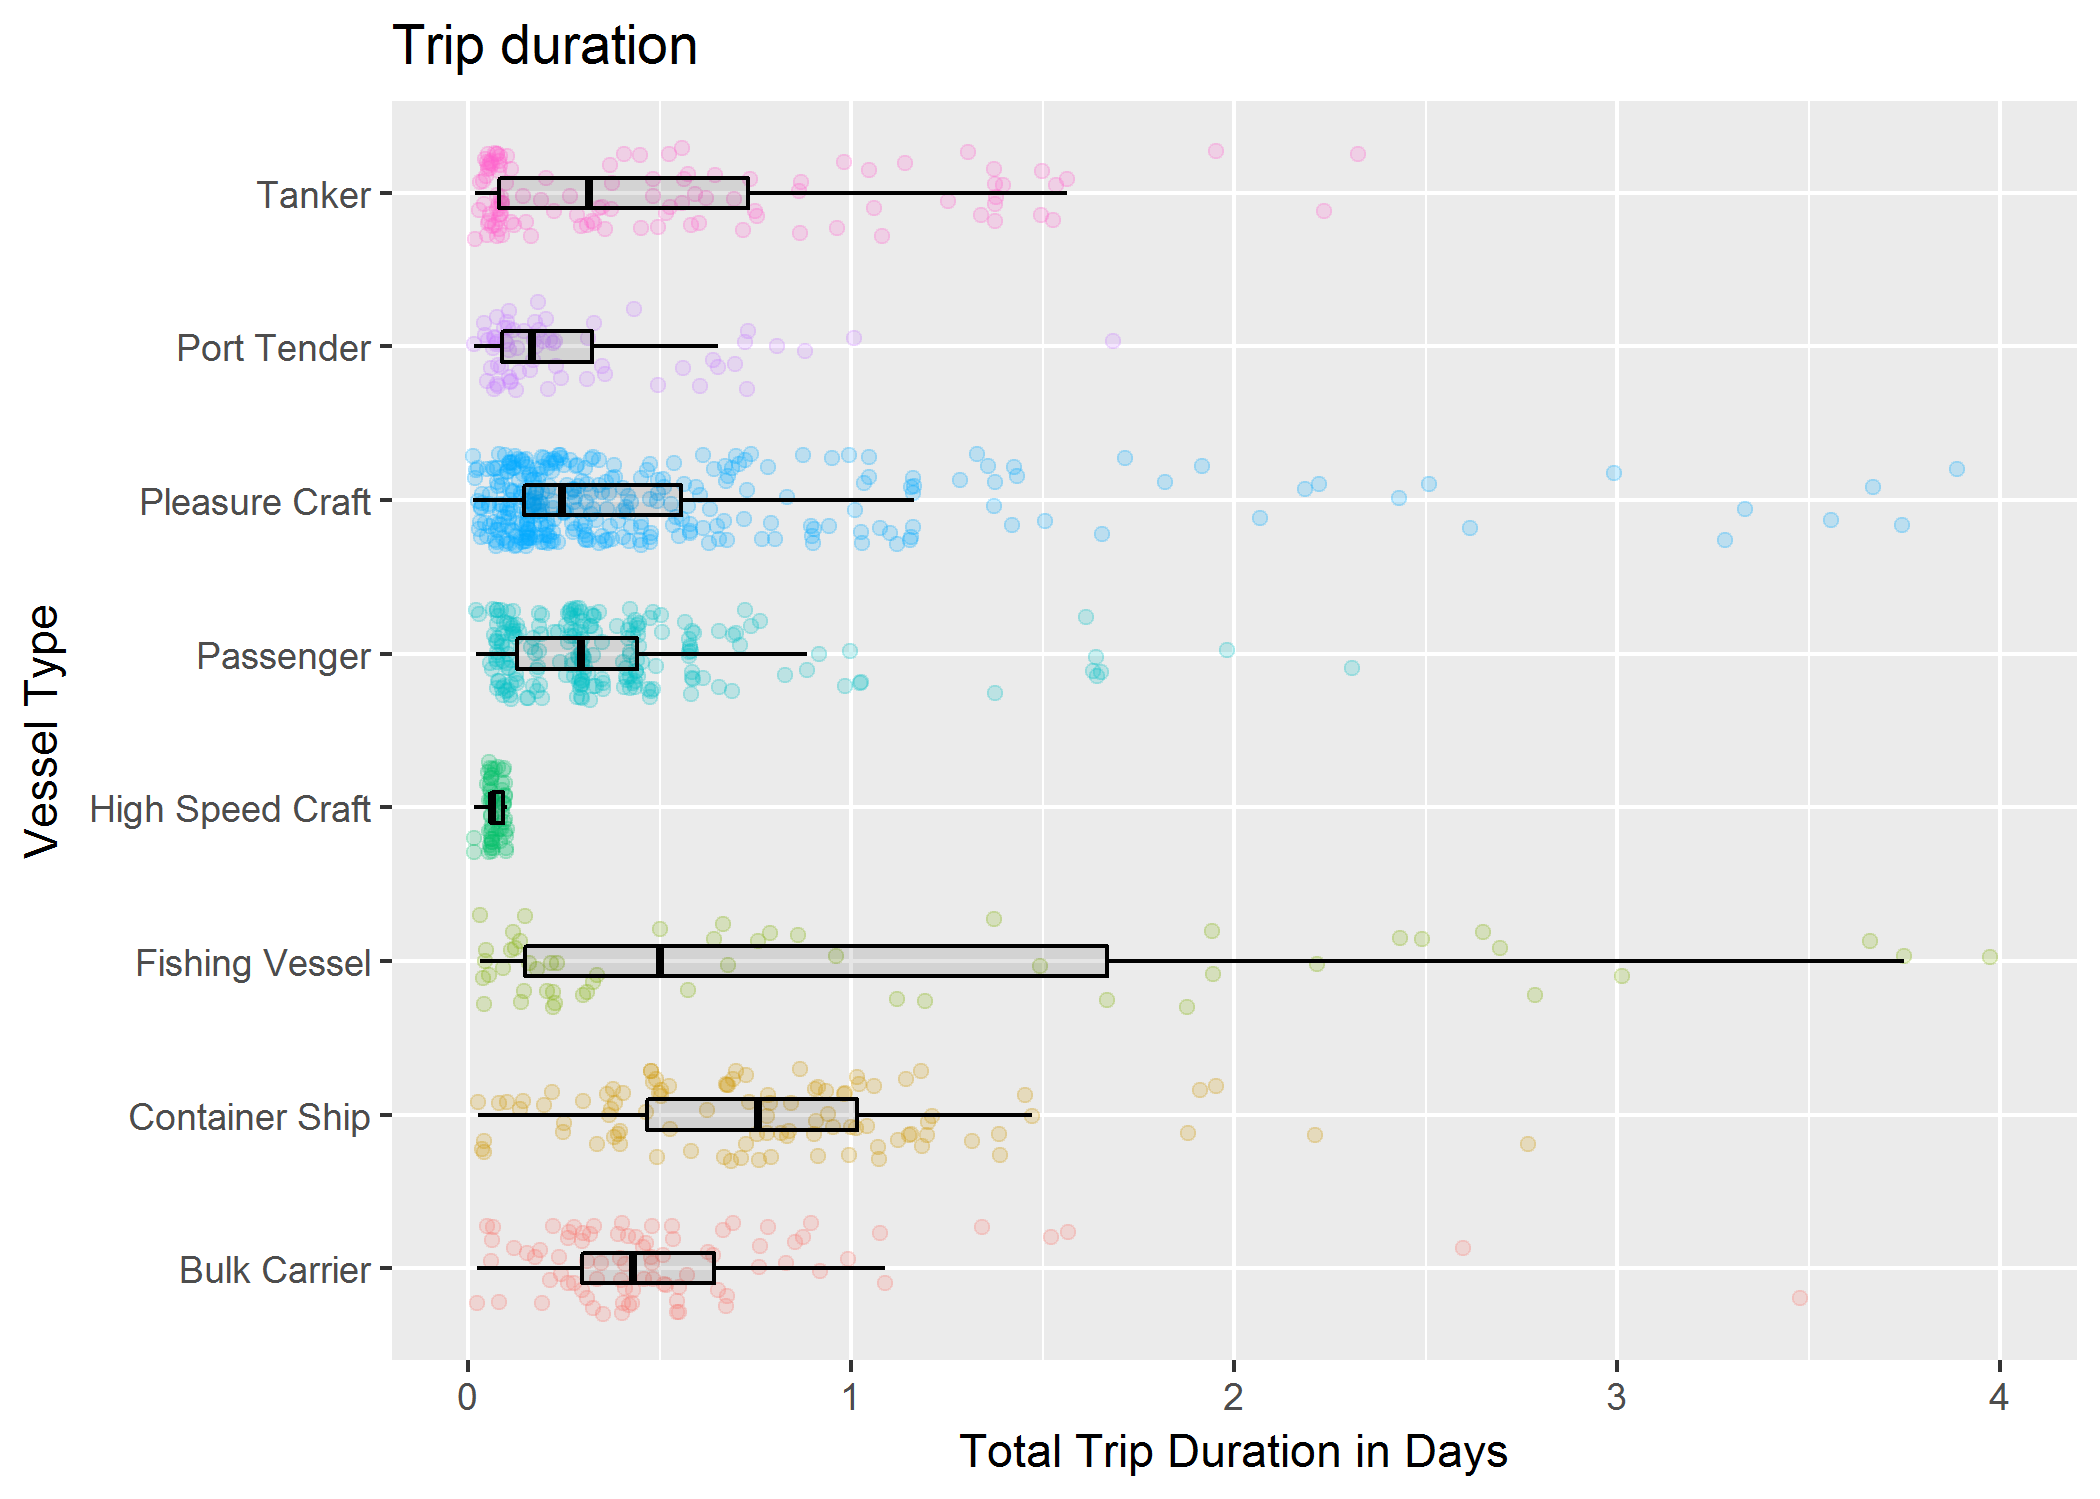 Trip duration
Vessel Type
Tanker
Port Tender
Pleasure Craft
Passenger
High Speed Craft
Fishing Vessel
Container Ship
Bulk Carrier
0 1 2 3 4
Total Trip Duration in Days